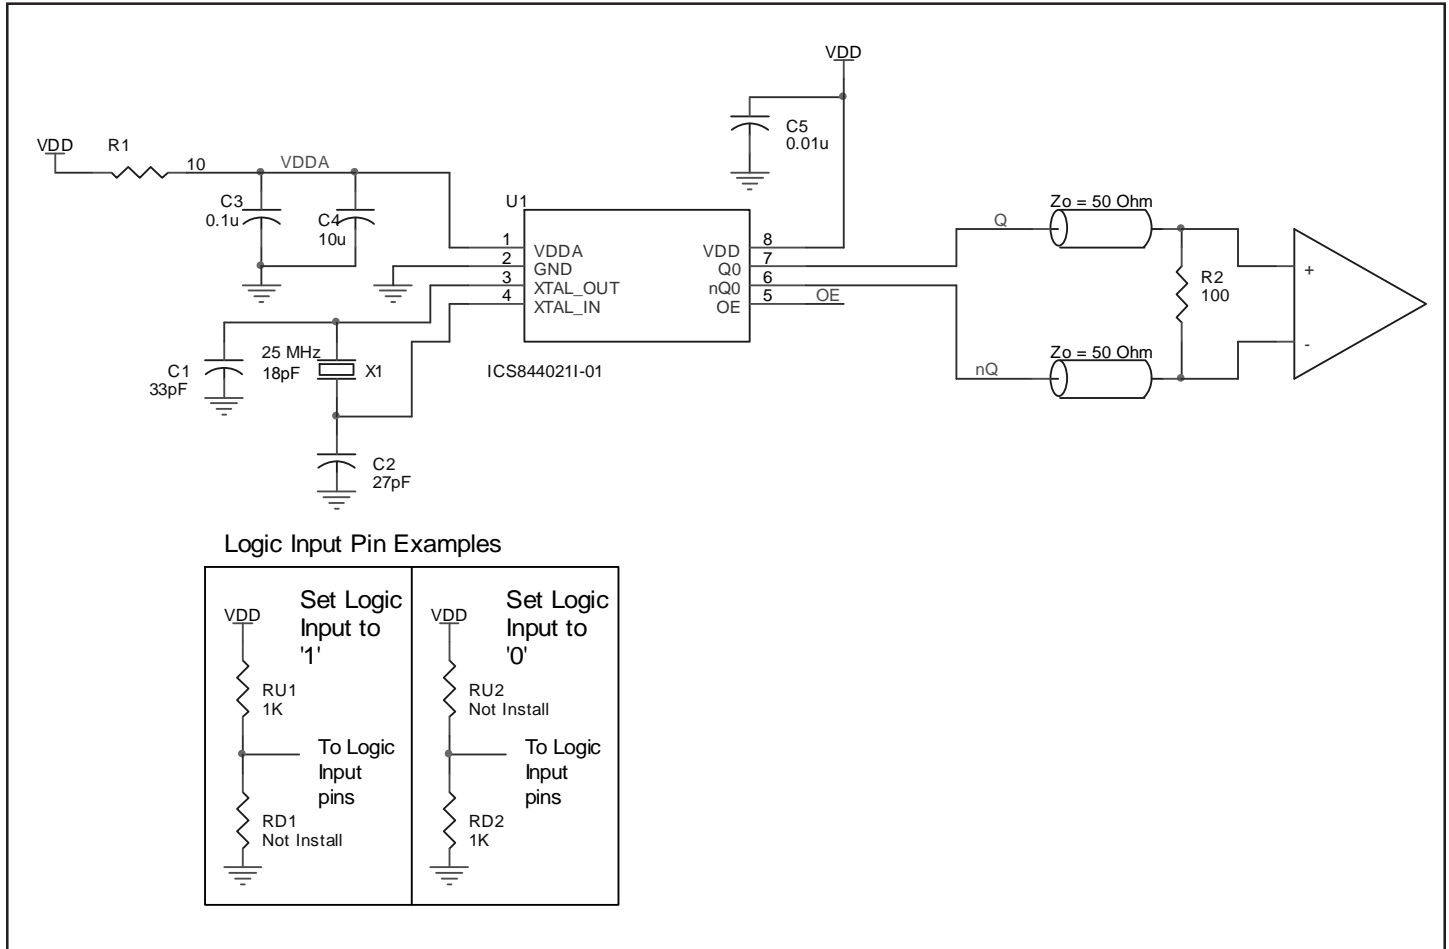 VDD
C5
0.01u
VDD
R1
10
VDDA
C3
0.1u
C4
10u
U1
1
2
3
4
VDDA
GND
XTAL_OUT
XTAL_IN
VDD
Q0
nQ0
OE
8
7
6
5
OE
ICS844021I-01
Q
Zo = 50 Ohm
R2
100
+
-
nQ
Zo = 50 Ohm
C1
33pF
25 MHz
18pF
X1
C2
27pF
Logic Input Pin Examples
VDD
Set Logic
Input to
'1'
RU1
1K
To Logic
Input
pins
RD1
Not Install
VDD
Set Logic
Input to
'0'
RU2
Not Install
To Logic
Input
pins
RD2
1K